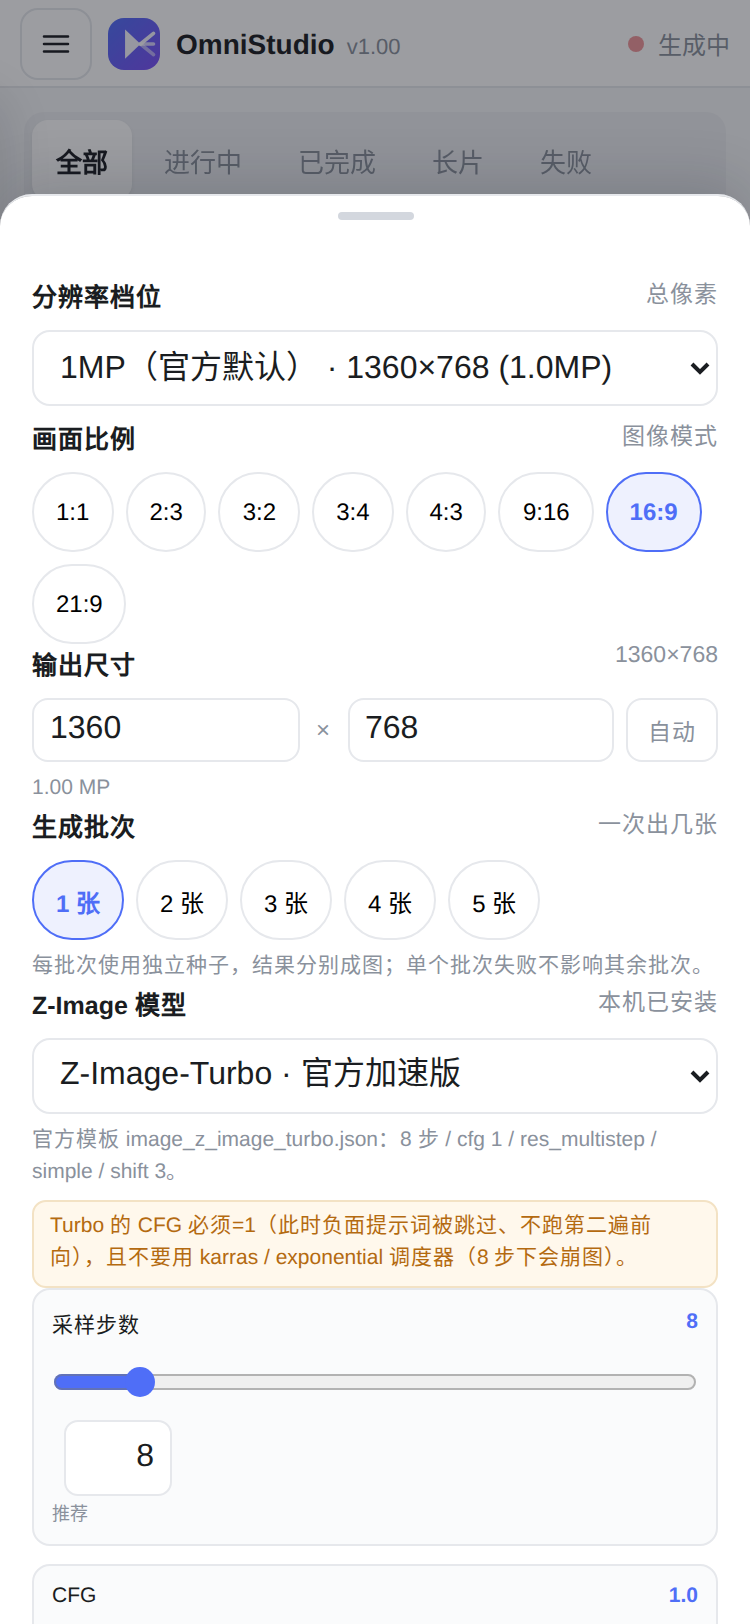 OmniStudio v1.00
生成中
全部 进行中 已完成 长片 失败
分辨率档位 总像素
1MP（官方默认） · 1360×768 (1.0MP)
画面比例 图像模式
1:1 2:3 3:2 3:4 4:3 9:16 16:9
21:9
输出尺寸 1360×768
1360 × 768 自动
1.00 MP
生成批次 一次出几张
1 张 2 张 3 张 4 张 5 张
每批次使用独立种子，结果分别成图；单个批次失败不影响其余批次。
Z-Image 模型 本机已安装
Z-Image-Turbo · 官方加速版
官方模板 image_z_image_turbo.json：8 步 / cfg 1 / res_multistep /
simple / shift 3。
Turbo 的 CFG 必须=1（此时负面提示词被跳过、不跑第二遍前
向），且不要用 karras / exponential 调度器（8 步下会崩图）。
采样步数 8
8
推荐
CFG 1.0